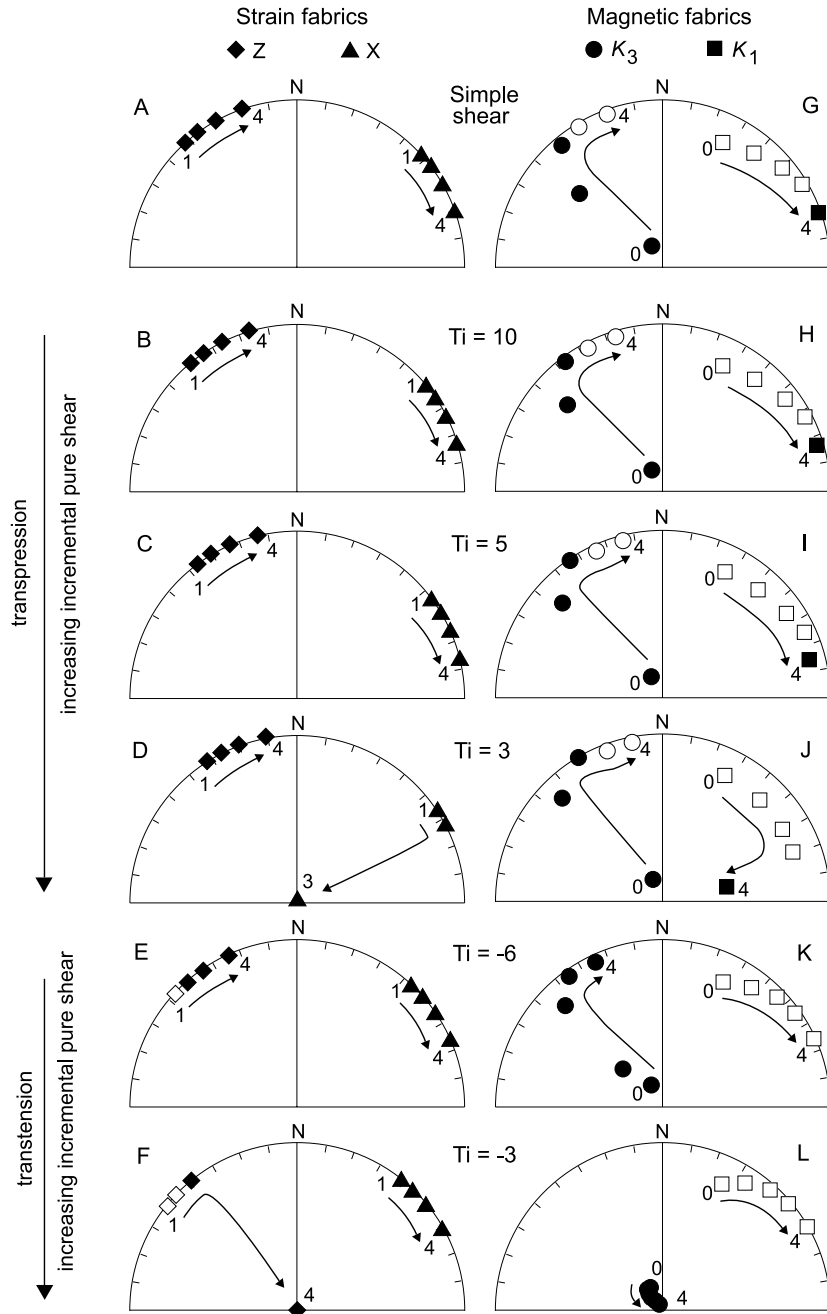 Strain fabrics
Magnetic fabrics
Z
X
K3
K1
A
N
Simple
shear
N
G
1
4
1
4
0
4
0
4
B
N
Ti = 10
N
H
1
4
1
4
0
4
0
4
C
N
Ti = 5
N
I
1
4
1
4
0
4
0
4
D
N
Ti = 3
N
J
1
4
1
3
0
4
0
4
transpression
increasing incremental pure shear
E
N
Ti = -6
N
K
1
4
1
4
0
4
0
4
F
N
Ti = -3
N
L
1
4
1
4
0
4
0
4
transtension
increasing incremental pure shear